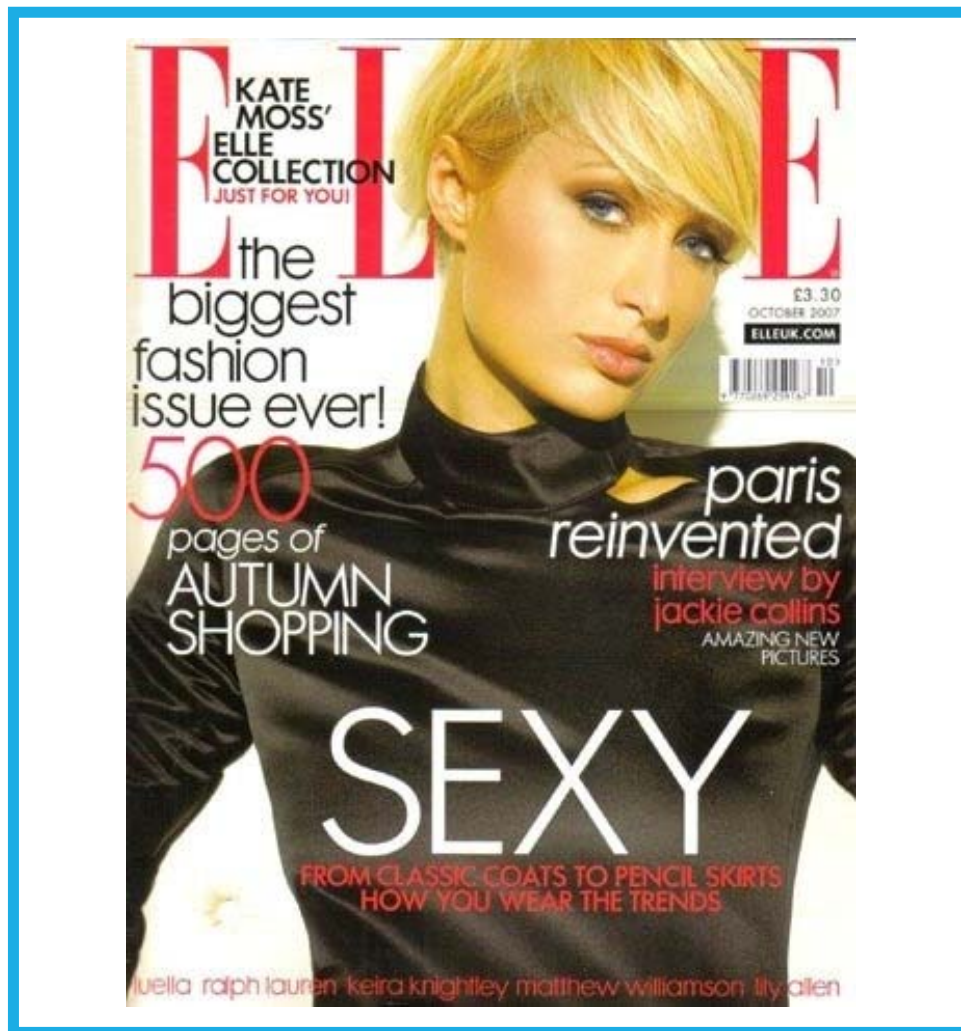 ELLE
KATE
MOSS'
ELLE
COLLECTION
JUST FOR YOU!
the
biggest
fashion
issue ever!
500
pages of
AUTUMN
SHOPPING
£3.30
OCTOBER 2007
ELLEUK.COM
paris
reinvented
interview by
jackie collins
AMAZING NEW
PICTURES
SEXY
FROM CLASSIC COATS TO PENCIL SKIRTS
HOW YOU WEAR THE TRENDS
luella ralph lauren keira knightley matthew williamson lily allen